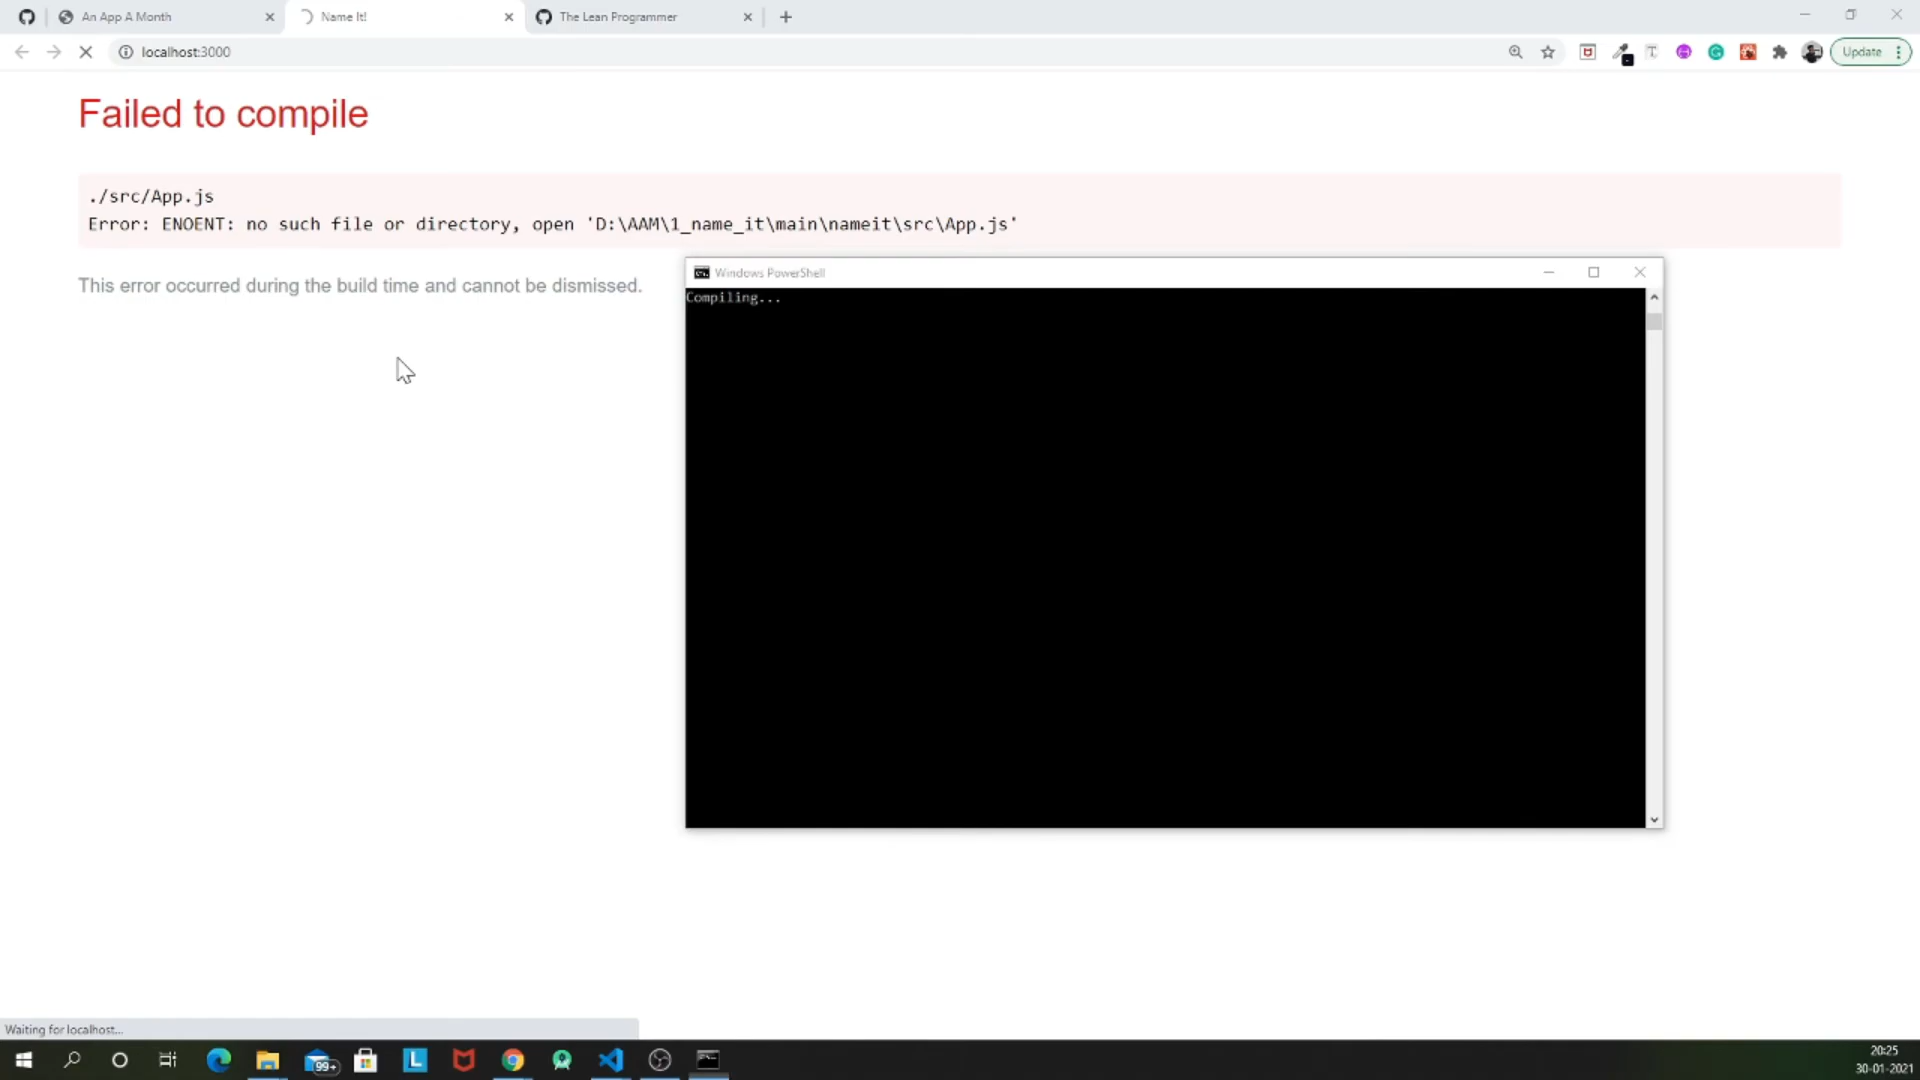 An App A Month
Name It!
The Lean Programmer
localhost:3000
Update
Failed to compile
./src/App.js
Error: ENOENT: no such file or directory, open 'D:\AAM\1_name_it\main\nameit\src\App.js'
This error occurred during the build time and cannot be dismissed.
Windows PowerShell
Compiling...
Waiting for localhost...
99+
20:25
30-01-2021